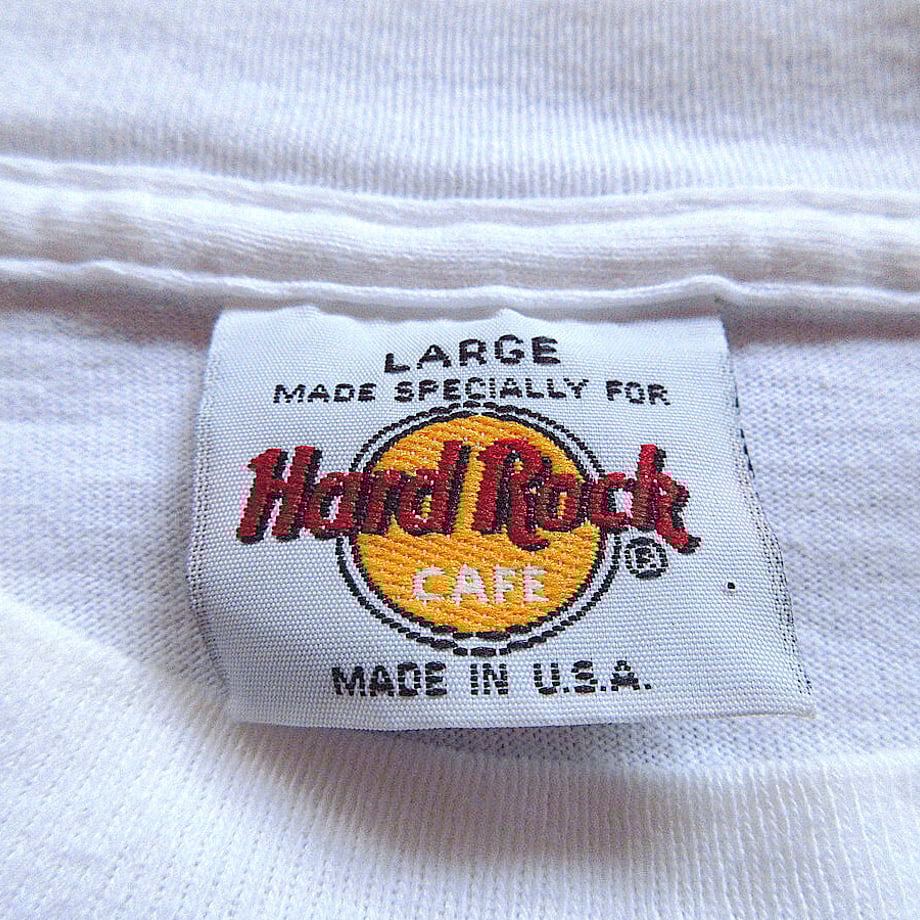 LARGE
MADE SPECIALLY FOR
Hard Rock
CAFE
®
MADE IN U.S.A.